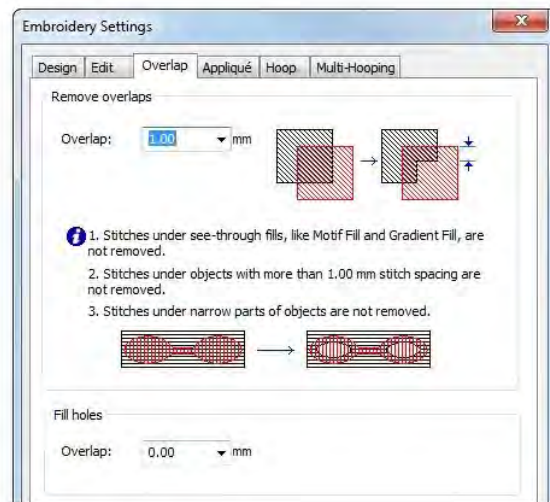 Embroidery Settings
Design Edit Overlap Appliqué Hoop Multi-Hooping
Remove overlaps
Overlap: 1.00 mm
1. Stitches under see-through fills, like Motif Fill and Gradient Fill, are
not removed.
2. Stitches under objects with more than 1.00 mm stitch spacing are
not removed.
3. Stitches under narrow parts of objects are not removed.
Fill holes
Overlap: 0.00 mm